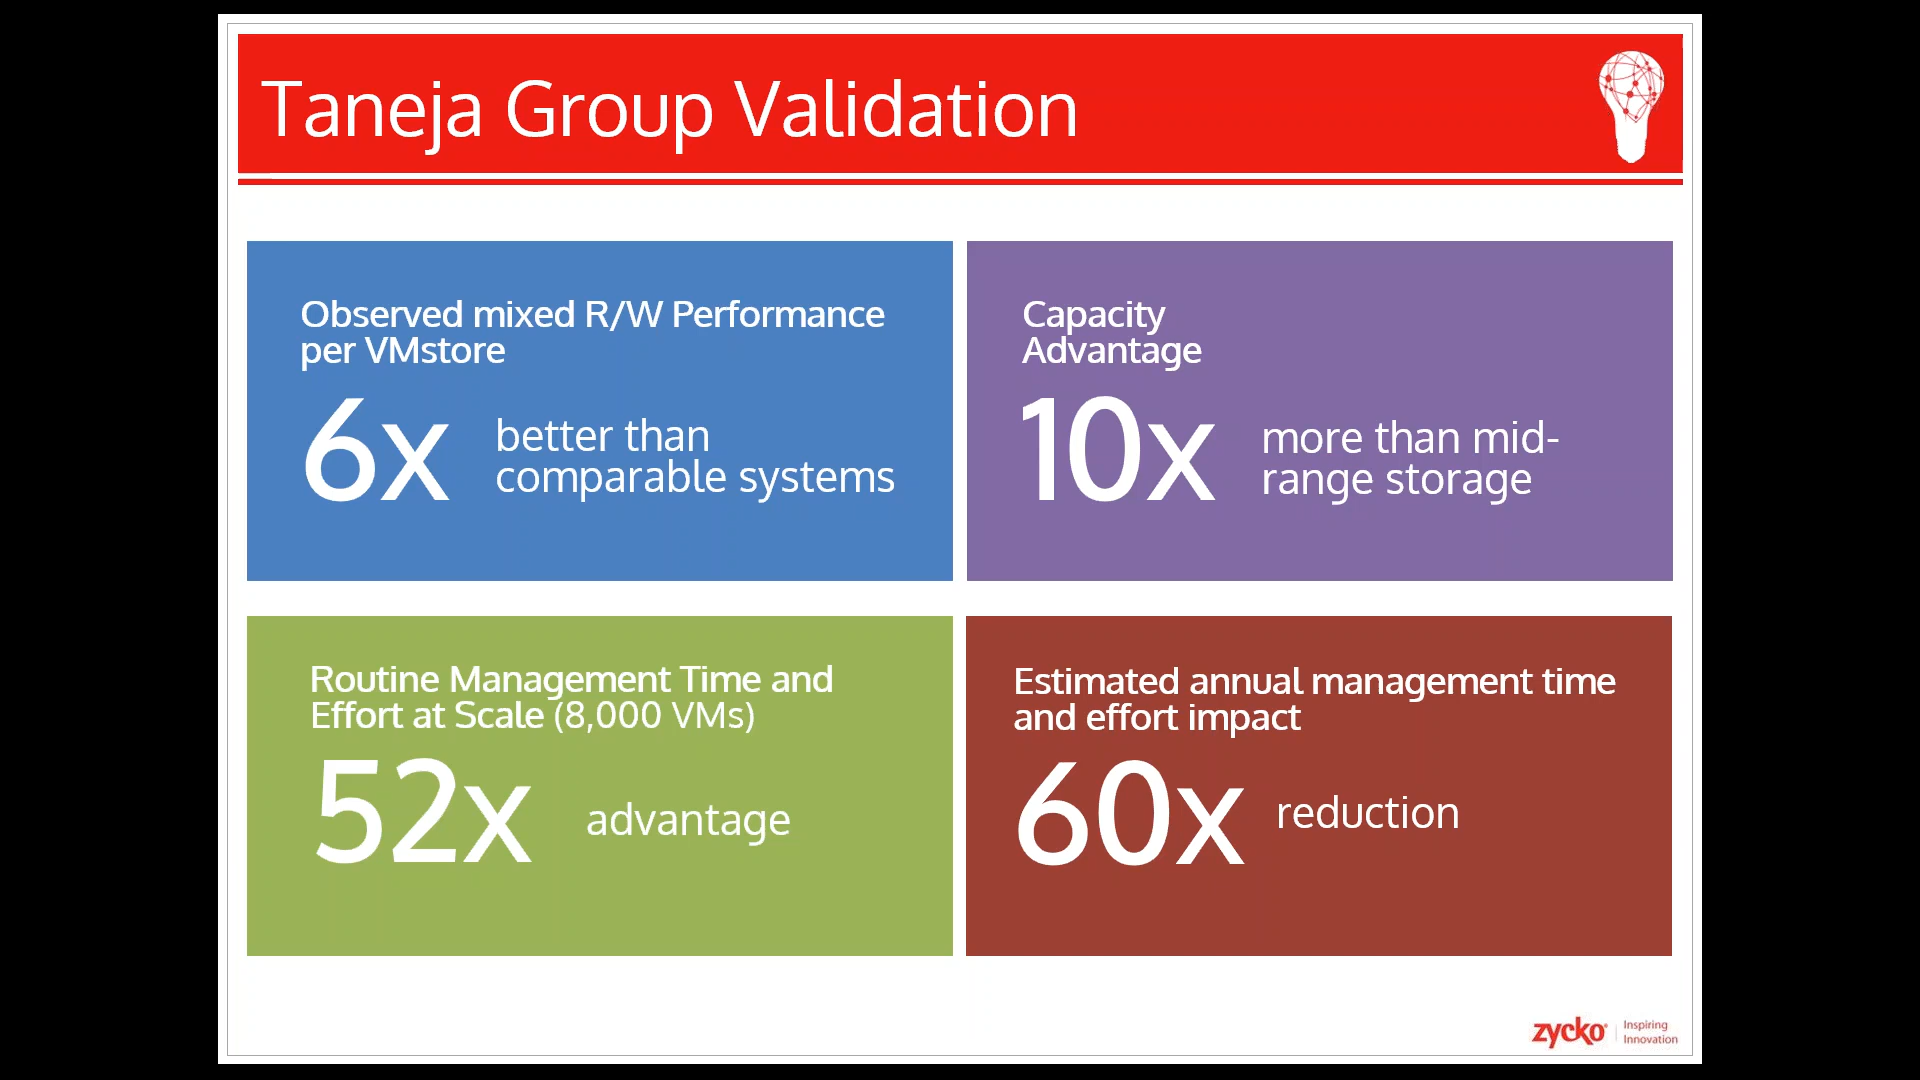 Taneja Group Validation
Observed mixed R/W Performance
per VMstore
6x
better than
comparable systems
Capacity
Advantage
10x
more than mid-
range storage
Routine Management Time and
Effort at Scale (8,000 VMs)
52x
advantage
Estimated annual management time
and effort impact
60x
reduction
zycko
Inspiring
Innovation